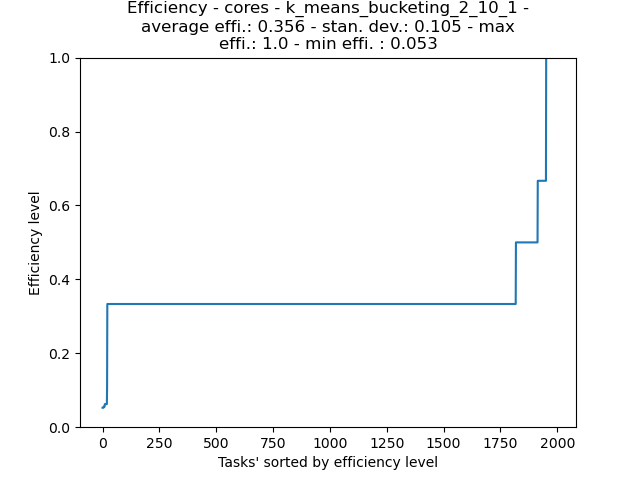 Efficiency - cores - k_means_bucketing_2_10_1 -
average effi.: 0.356 - stan. dev.: 0.105 - max
effi.: 1.0 - min effi. : 0.053
1.0
0.8
0.6
0.4
0.2
0.0
Efficiency level
0 250 500 750 1000 1250 1500 1750 2000
Tasks' sorted by efficiency level